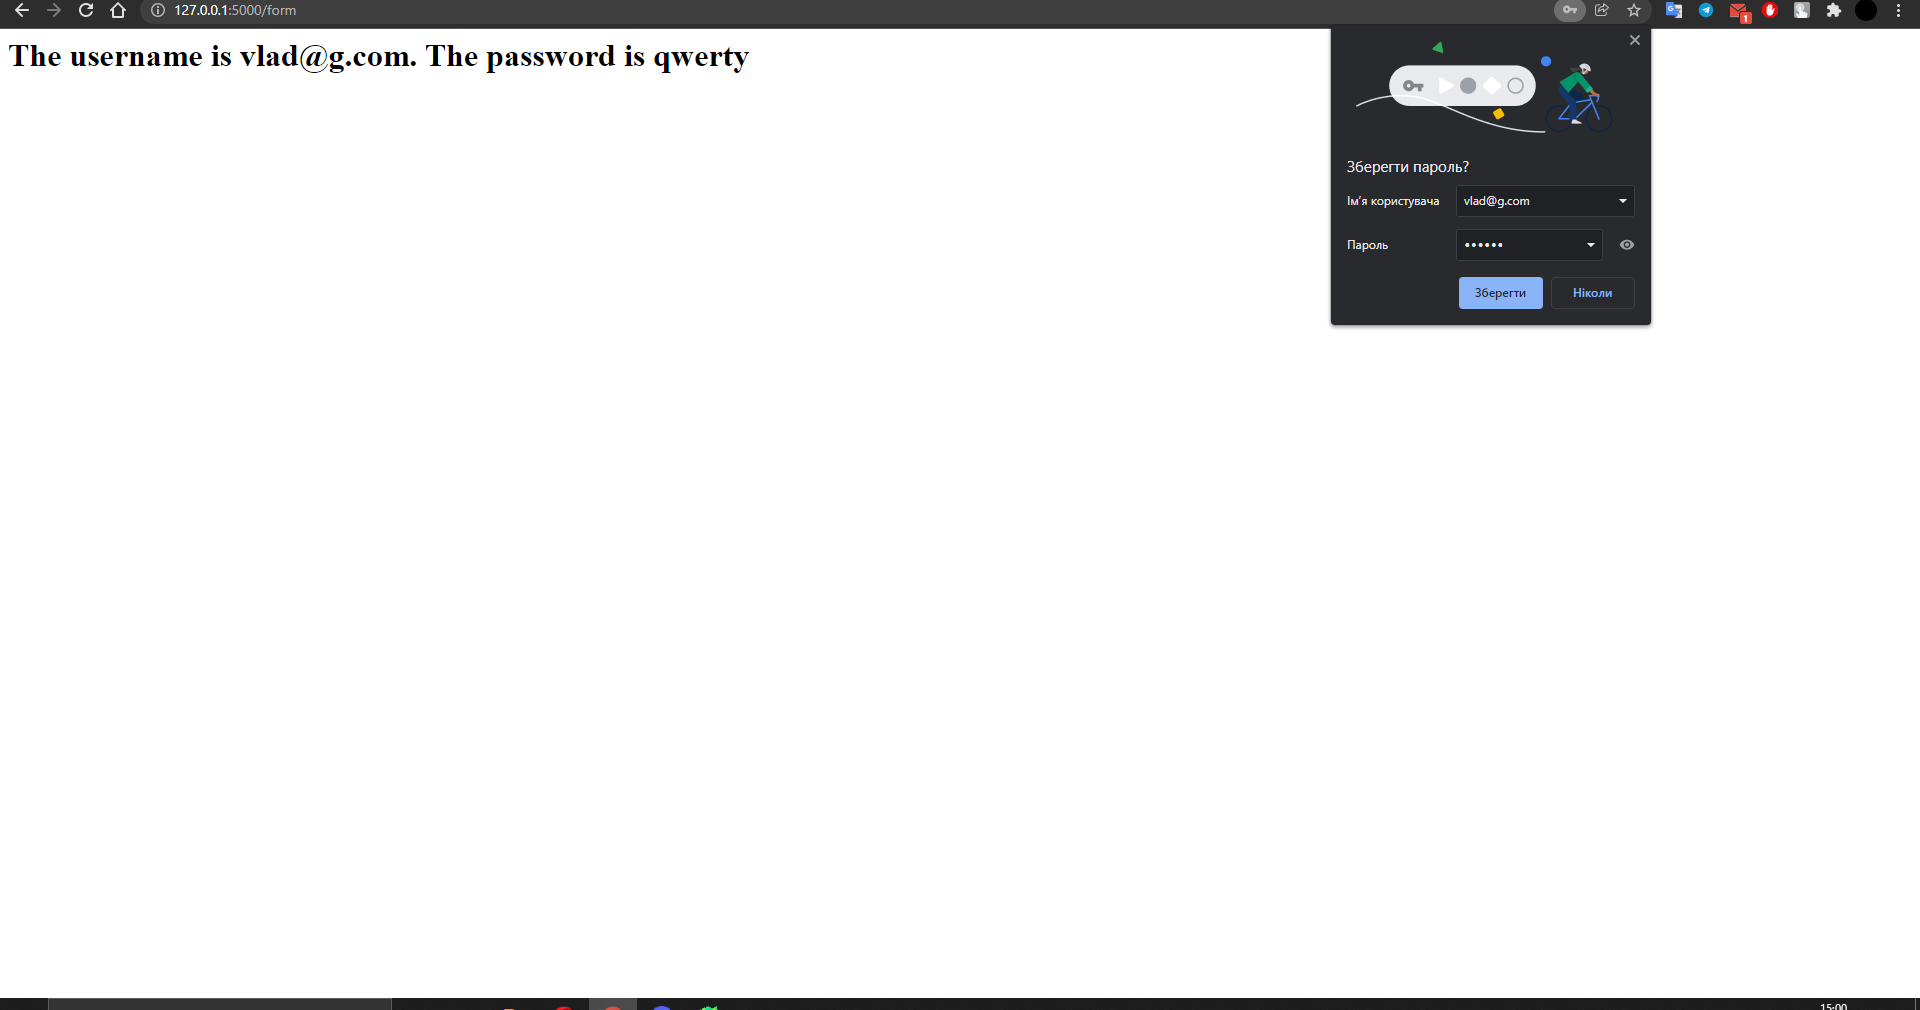 127.0.0.1:5000/form
1
The username is vlad@g.com. The password is qwerty
Зберегти пароль?
Ім'я користувача vlad@g.com
Пароль ••••••
Зберегти Ніколи
15:00